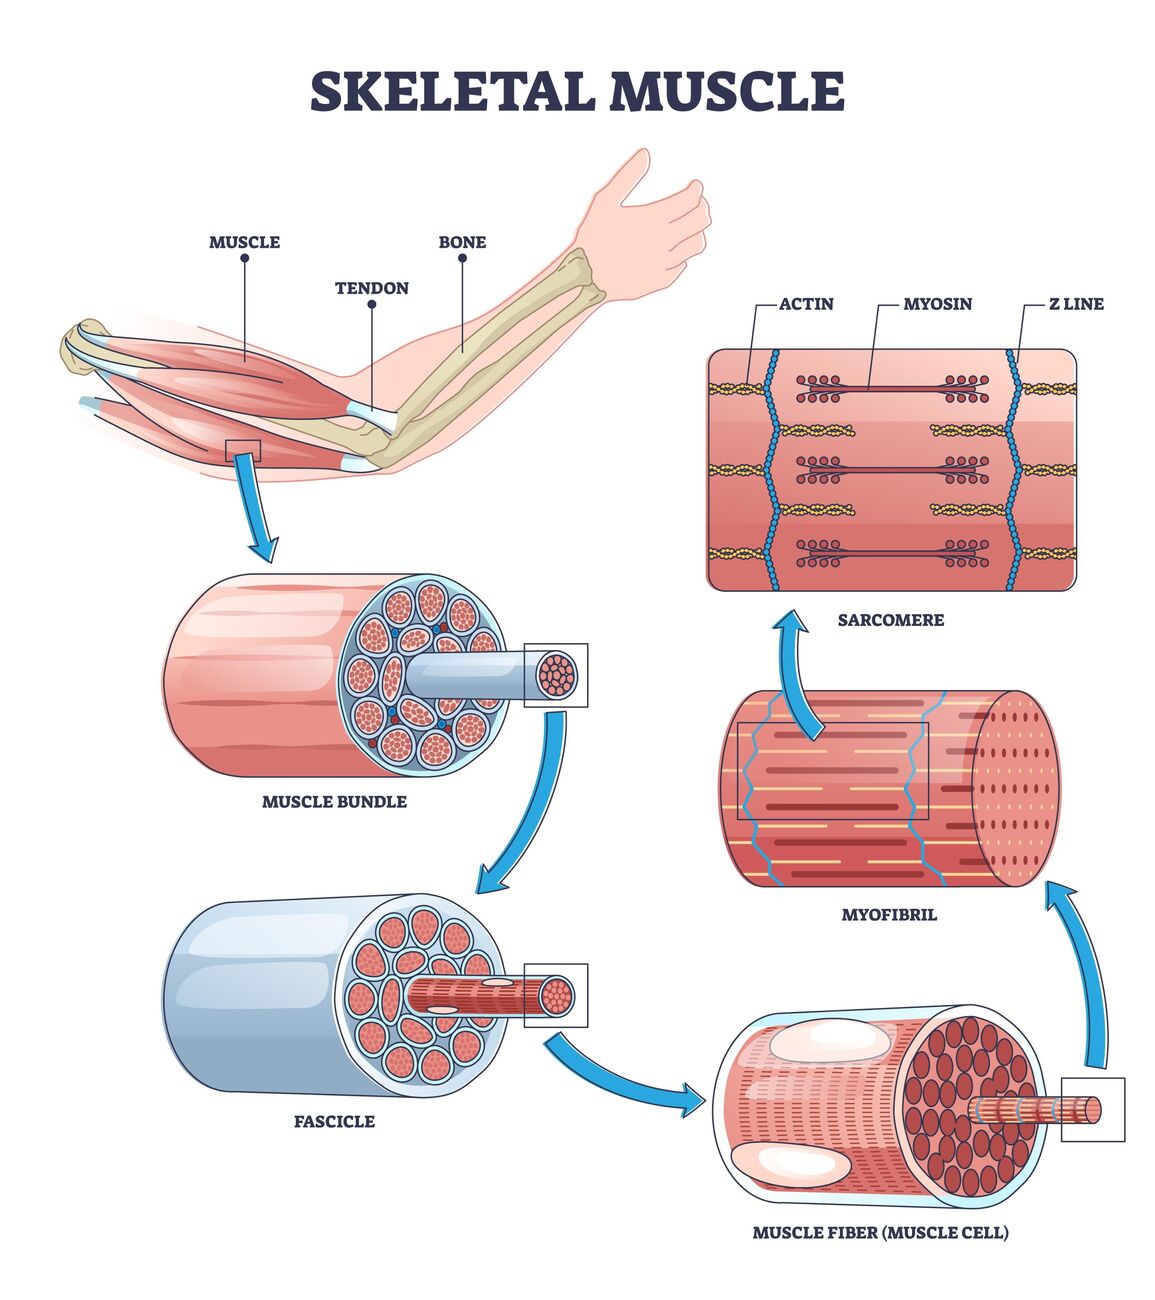 SKELETAL MUSCLE
MUSCLE
BONE
TENDON
ACTIN
MYOSIN
Z LINE
SARCOMERE
MUSCLE BUNDLE
MYOFIBRIL
FASCICLE
MUSCLE FIBER (MUSCLE CELL)